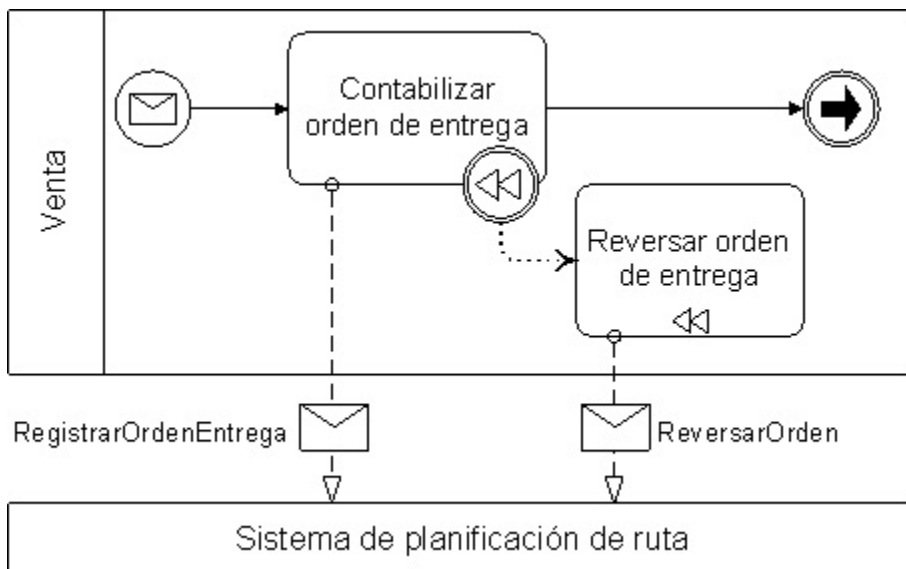 Venta
Contabilizar
orden de entrega
Reversar orden
de entrega
RegistrarOrdenEntrega
ReversarOrden
Sistema de planificación de ruta